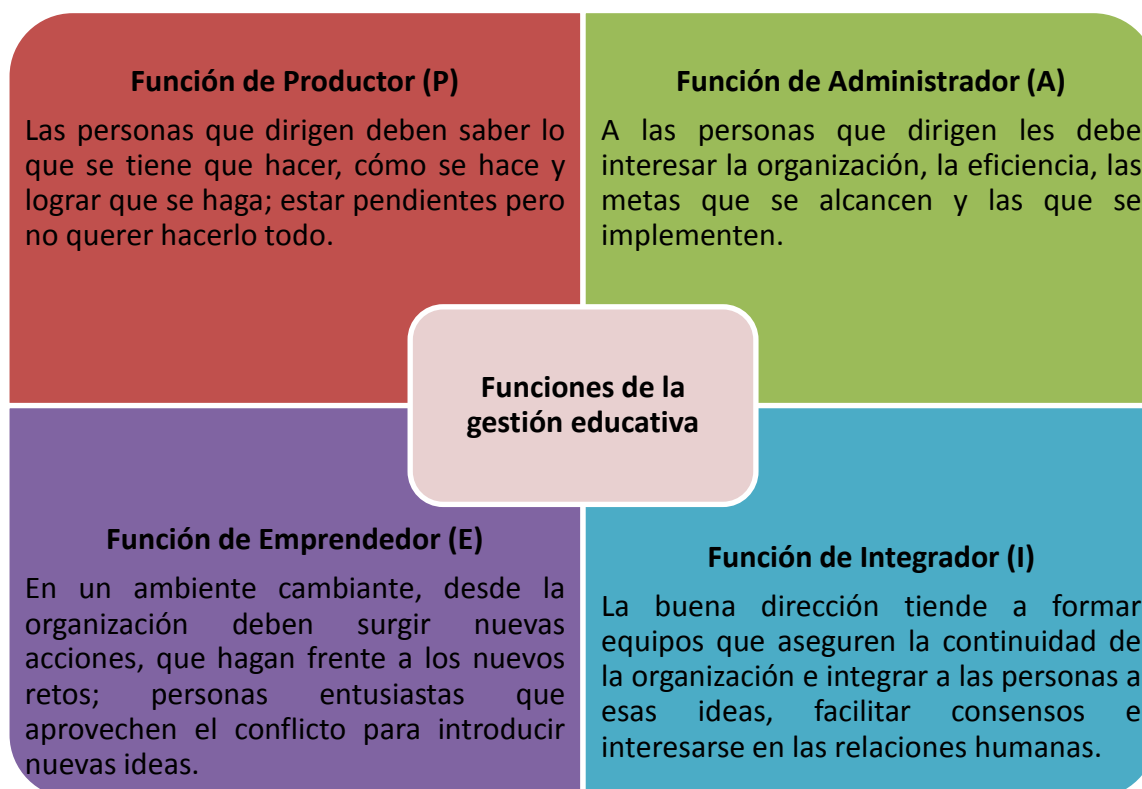 Función de Productor (P)
Las personas que dirigen deben saber lo
que se tiene que hacer, cómo se hace y
lograr que se haga; estar pendientes pero
no querer hacerlo todo.
Función de Administrador (A)
A las personas que dirigen les debe
interesar la organización, la eficiencia, las
metas que se alcancen y las que se
implementen.
Funciones de la
gestión educativa
Función de Emprendedor (E)
En un ambiente cambiante, desde la
organización deben surgir nuevas
acciones, que hagan frente a los nuevos
retos; personas entusiastas que
aprovechen el conflicto para introducir
nuevas ideas.
Función de Integrador (I)
La buena dirección tiende a formar
equipos que aseguren la continuidad de
la organización e integrar a las personas a
esas ideas, facilitar consensos e
interesarse en las relaciones humanas.